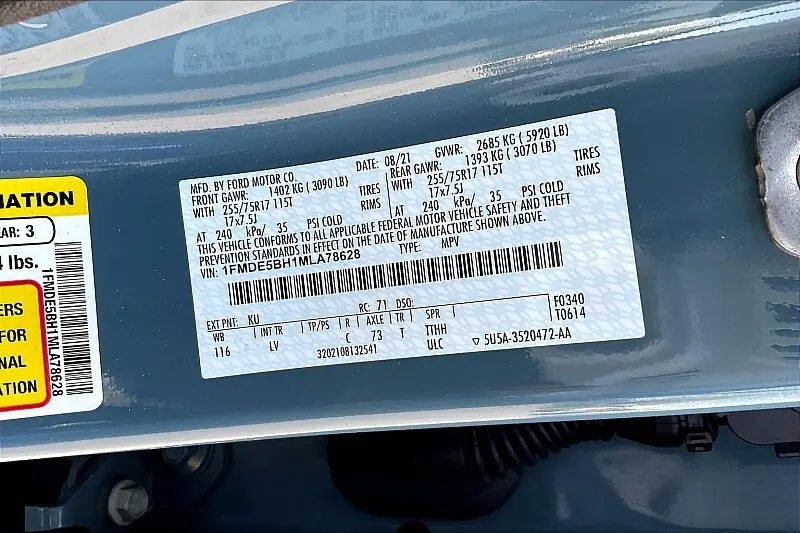 MATION
EAR: 3
4 lbs.
ERS
FOR
NAL
ATION
1FMDE5BH1MLA78628
MFD. BY FORD MOTOR CO. DATE: 08/21 GVWR: 2685 KG ( 5920 LB)
FRONT GAWR: 1402 KG ( 3090 LB) REAR GAWR: 1393 KG ( 3070 LB)
WITH 255/75R17 115T TIRES WITH 255/75R17 115T TIRES
17x7.5J RIMS 17x7.5J RIMS
AT 240 kPa/ 35 PSI COLD AT 240 kPa/ 35 PSI COLD
THIS VEHICLE CONFORMS TO ALL APPLICABLE FEDERAL MOTOR VEHICLE SAFETY AND THEFT
PREVENTION STANDARDS IN EFFECT ON THE DATE OF MANUFACTURE SHOWN ABOVE.
VIN: 1FMDE5BH1MLA78628 TYPE: MPV
EXT PNT: KU RC: 71 DSO: F0340
WB INT TR TP/PS R AXLE TR SPR T0614
116 LV C 73 T TTHH
3202108132541 ULC ▽ 5U5A-3520472-AA